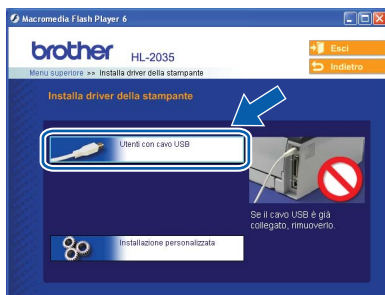 Macromedia Flash Player 6
brother HL-2035
Esci
Indietro
Menu superiore >> Installa driver della stampante
Installa driver della stampante
Utenti con cavo USB
Se il cavo USB è già
collegato, rimuoverlo.
Installazione personalizzata